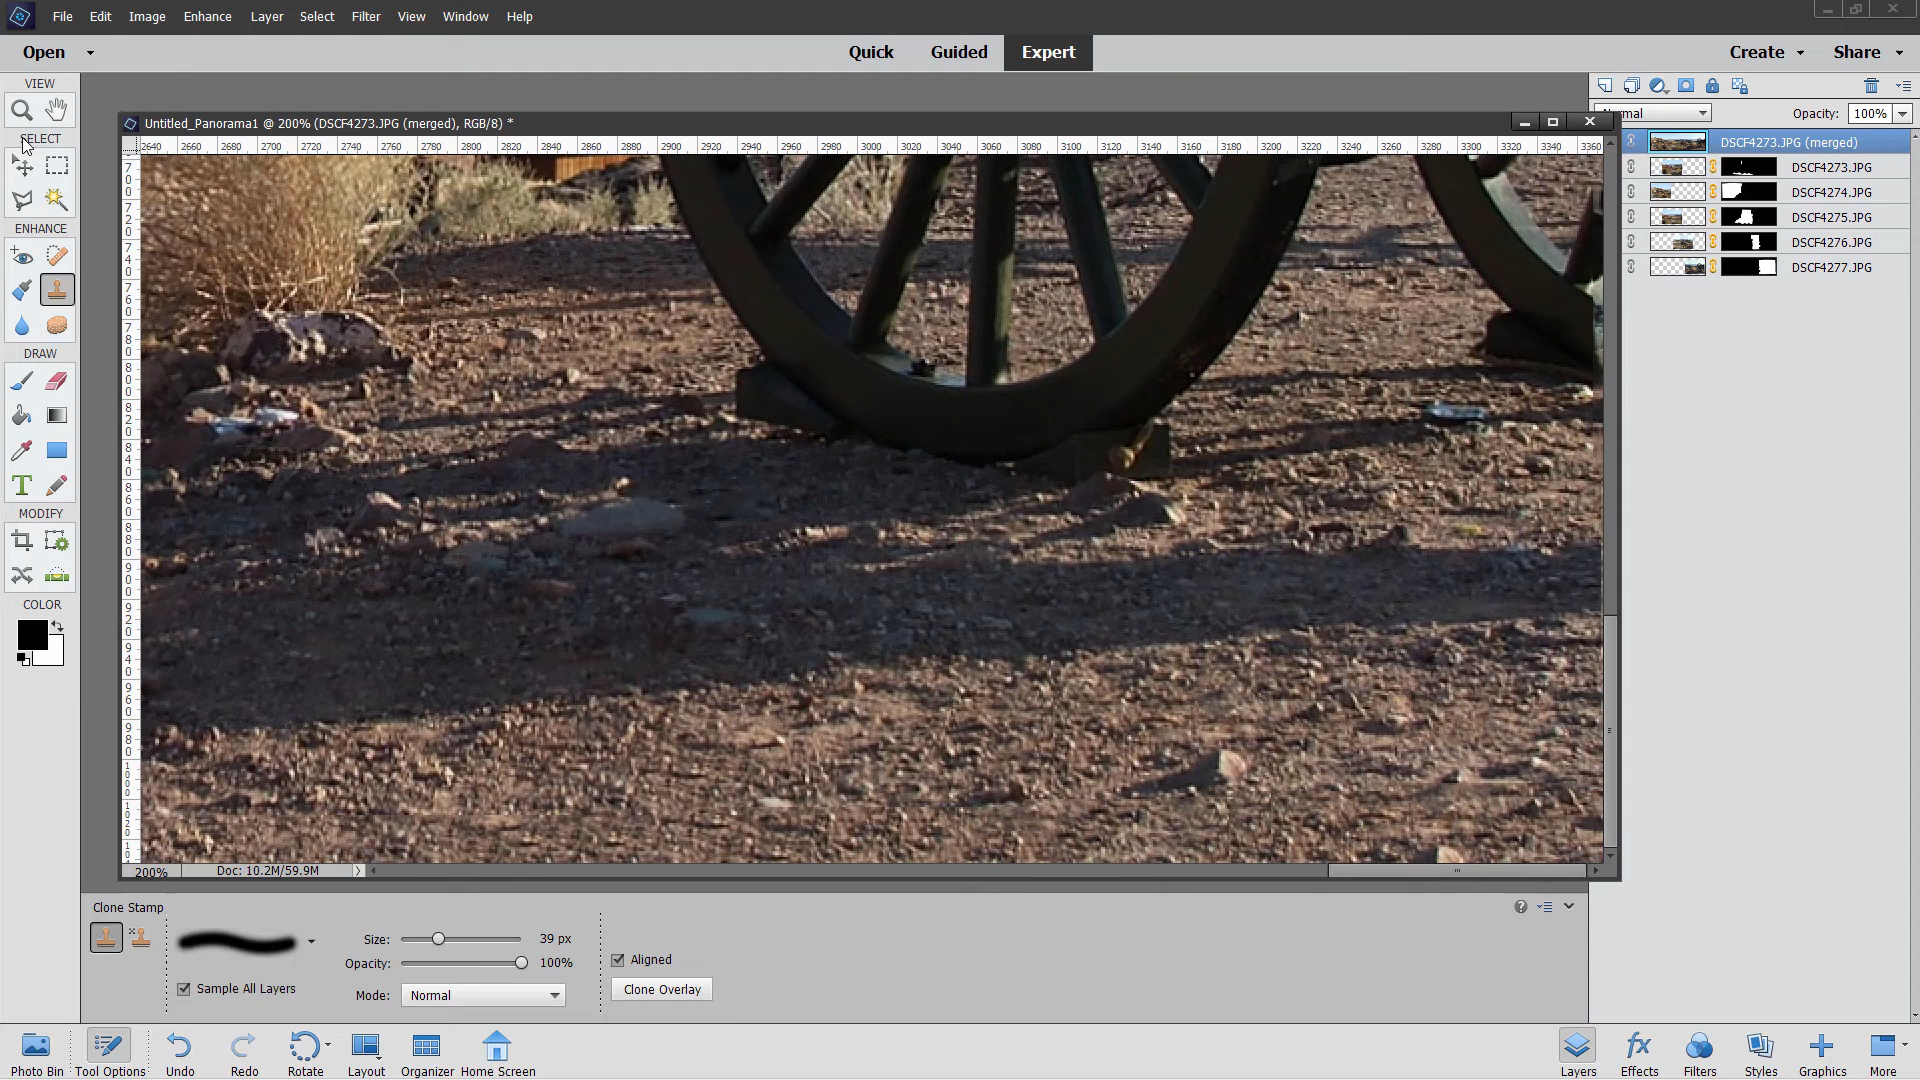 File Edit Image Enhance Layer Select Filter View Window Help
Open Quick Guided Expert Create Share
VIEW
SELECT
ENHANCE
DRAW
MODIFY
COLOR
Untitled_Panorama1 @ 200% (DSCF4273.JPG (merged), RGB/8) *
2640 2660 2680 2700 2720 2740 2760 2780 2800 2820 2840 2860 2880 2900 2920 2940 2960 2980 3000 3020 3040 3060 3080 3100 3120 3140 3160 3180 3200 3220 3240 3260 3280 3300 3320 3340 3360
Opacity: 100%
DSCF4273.JPG (merged)
DSCF4273.JPG
DSCF4274.JPG
DSCF4275.JPG
DSCF4276.JPG
DSCF4277.JPG
200% Doc: 10.2M/59.9M
Clone Stamp
Size: 39 px
Opacity: 100%
Mode: Normal
Sample All Layers
Aligned
Clone Overlay
Photo Bin Tool Options Undo Redo Rotate Layout Organizer Home Screen
Layers Effects Filters Styles Graphics More